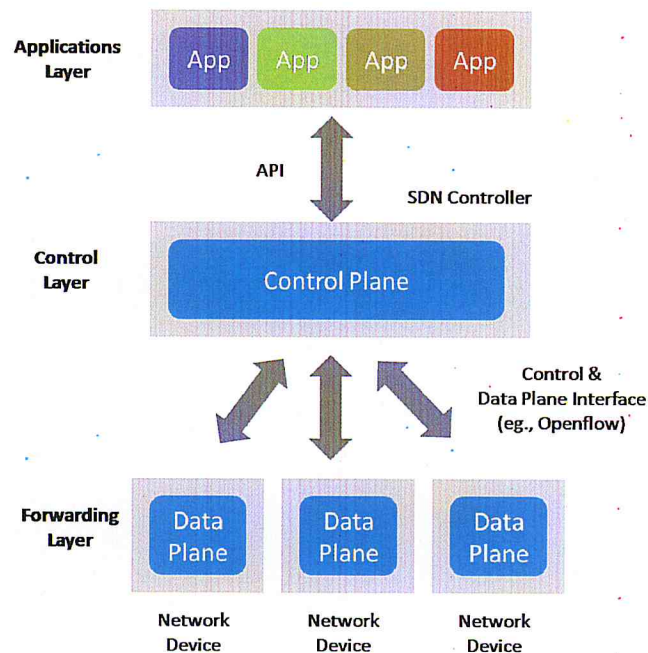 Applications
Layer
App App App App
API
SDN Controller
Control
Layer
Control Plane
Control &
Data Plane Interface
(eg., Openflow)
Forwarding
Layer
Data
Plane
Data
Plane
Data
Plane
Network
Device
Network
Device
Network
Device